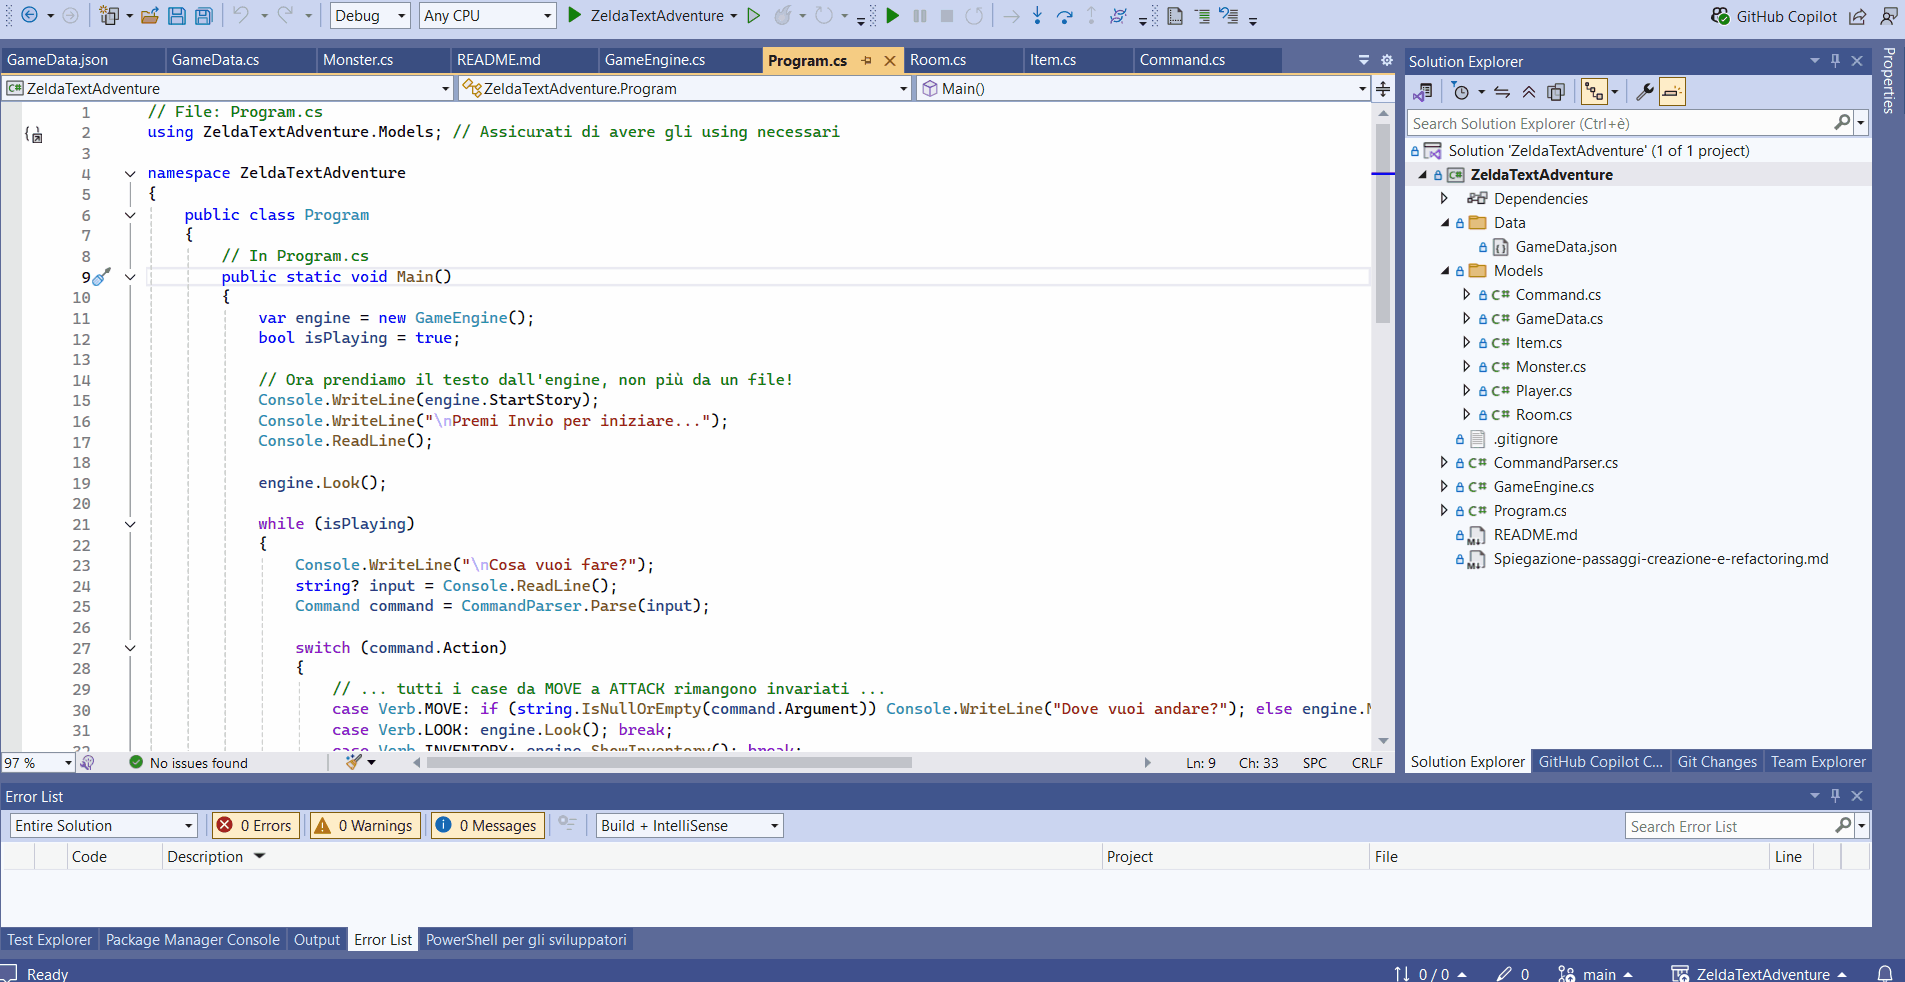 Debug Any CPU ZeldaTextAdventure GitHub Copilot
GameData.json GameData.cs Monster.cs README.md GameEngine.cs Program.cs Room.cs Item.cs Command.cs
C# ZeldaTextAdventure ZeldaTextAdventure.Program Main()
1 // File: Program.cs
2 using ZeldaTextAdventure.Models; // Assicurati di avere gli using necessari
3
4 namespace ZeldaTextAdventure
5 {
6 public class Program
7 {
8 // In Program.cs
9 public static void Main()
10 {
11 var engine = new GameEngine();
12 bool isPlaying = true;
13
14 // Ora prendiamo il testo dall'engine, non più da un file!
15 Console.WriteLine(engine.StartStory);
16 Console.WriteLine("\nPremi Invio per iniziare...");
17 Console.ReadLine();
18
19 engine.Look();
20
21 while (isPlaying)
22 {
23 Console.WriteLine("\nCosa vuoi fare?");
24 string? input = Console.ReadLine();
25 Command command = CommandParser.Parse(input);
26
27 switch (command.Action)
28 {
29 // ... tutti i case da MOVE a ATTACK rimangono invariati ...
30 case Verb.MOVE: if (string.IsNullOrEmpty(command.Argument)) Console.WriteLine("Dove vuoi andare?"); else engine.M
31 case Verb.LOOK: engine.Look(); break;
32 case Verb.INVENTORY: engine.ShowInventory(); break;
97 % No issues found Ln: 9 Ch: 33 SPC CRLF
Solution Explorer
Search Solution Explorer (Ctrl+è)
Solution 'ZeldaTextAdventure' (1 of 1 project)
C# ZeldaTextAdventure
Dependencies
Data
GameData.json
Models
C# Command.cs
C# GameData.cs
C# Item.cs
C# Monster.cs
C# Player.cs
C# Room.cs
.gitignore
C# CommandParser.cs
C# GameEngine.cs
C# Program.cs
README.md
Spiegazione-passaggi-creazione-e-refactoring.md
Solution Explorer GitHub Copilot C... Git Changes Team Explorer
Properties
Error List
Entire Solution 0 Errors 0 Warnings 0 Messages Build + IntelliSense Search Error List
Code Description Project File Line
Test Explorer Package Manager Console Output Error List PowerShell per gli sviluppatori
Ready 0 / 0 0 main ZeldaTextAdventure